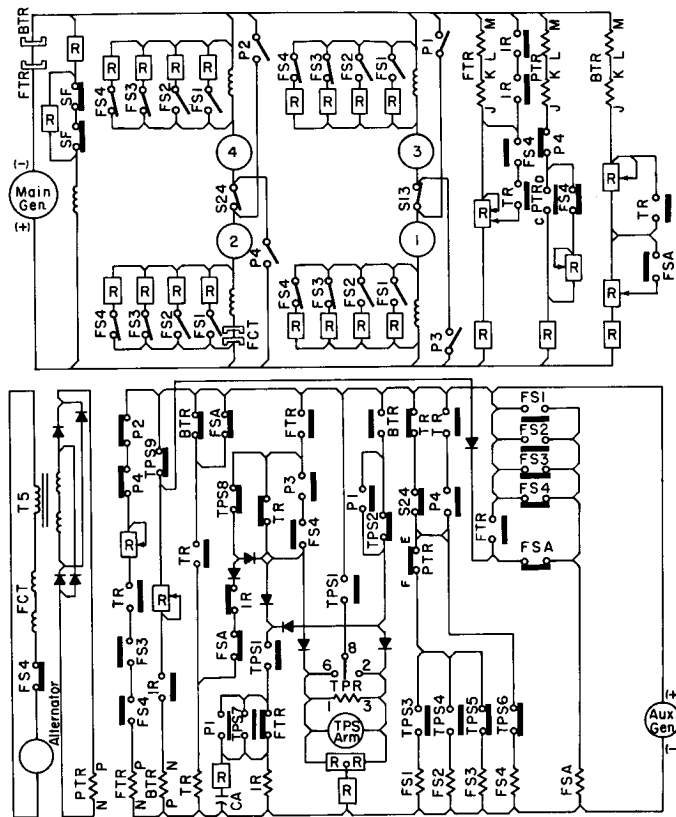 BTR
FTR
R
R
SF
SF
(-)
Main
Gen
(+)
R
FS4
R
FS3
R
FS2
R
FS1
P2
4
S24
2
P4
FS4
R
FS3
R
FS2
R
FS1
R
FCT
R
FS4
R
FS3
R
FS2
R
FS1
P1
3
S13
1
P3
FS4
R
FS3
R
FS2
R
FS1
R
FTR
M
L
K
J
IR
IR
FS4
TR
R
R
PTR
M
L
K
J
P4
D
PTR
C
FS4
R
R
BTR
M
L
K
J
R
TR
FSA
R
R
T5
FCT
FS4
Alternator
PTR
P
N
P2
P4
R
TR
FS3
FS4
FTR
P
N
TPS9
R
IR
BTR
N
P
BTR
TR
TR
FSA
TPS8
IR
FSA
P1
TPS7
R
CA
TR
TPS1
FTR
IR
FTR
P3
FS4
TPS1
8
6
2
TPR
1
3
TPS
Arm
R
R
R
P1
TPS2
BTR
TR
TR
S24
P4
E
PTR
F
TPS3
TPS4
TPS5
TPS6
FS1
FS2
FS3
FS4
FTR
FS1
FS2
FS3
FS4
FSA
FSA
(+)
Aux
Gen
(-)